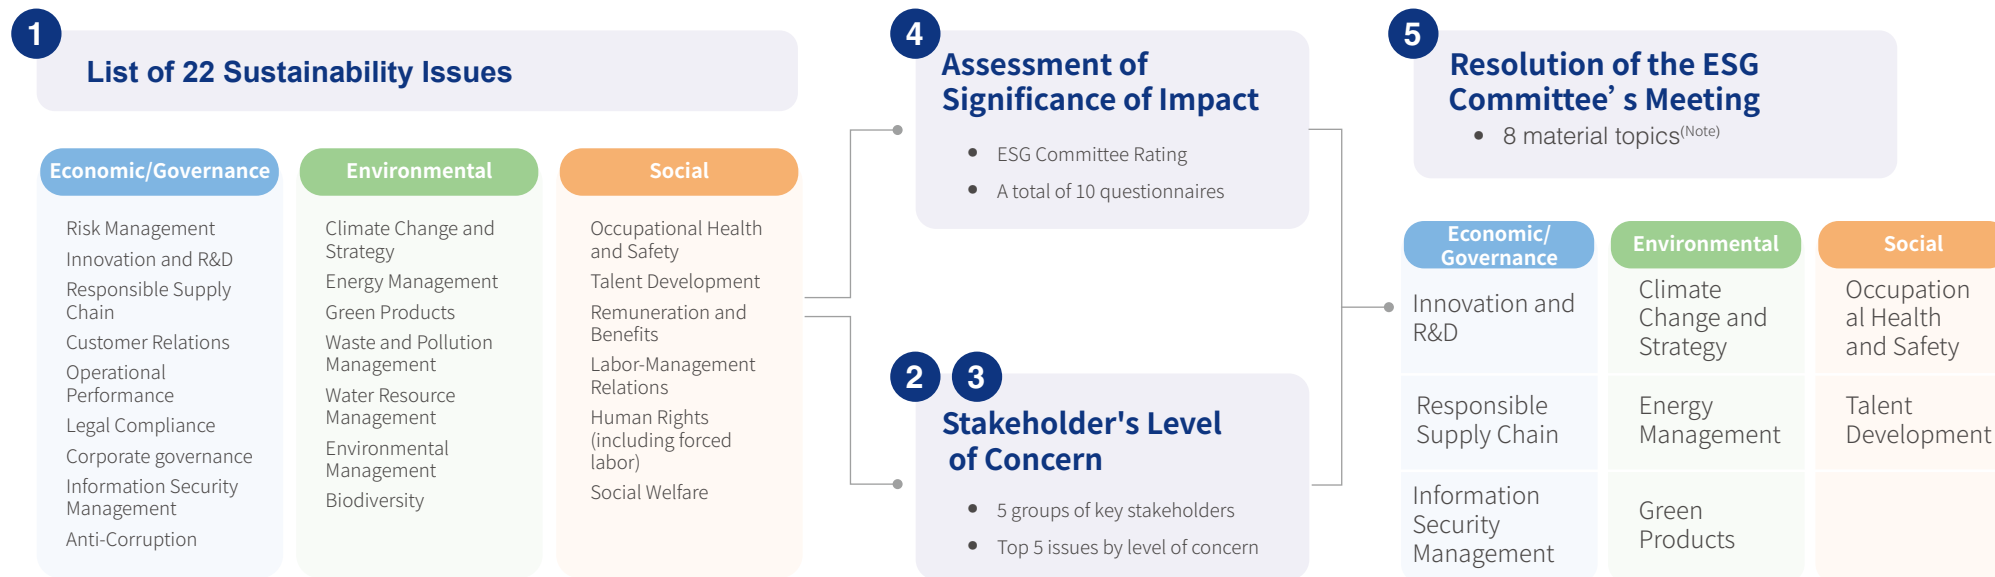 1
List of 22 Sustainability Issues
Economic/Governance
Risk Management
Innovation and R&D
Responsible Supply
Chain
Customer Relations
Operational
Performance
Legal Compliance
Corporate governance
Information Security
Management
Anti-Corruption
Environmental
Climate Change and
Strategy
Energy Management
Green Products
Waste and Pollution
Management
Water Resource
Management
Environmental
Management
Biodiversity
Social
Occupational Health
and Safety
Talent Development
Remuneration and
Benefits
Labor-Management
Relations
Human Rights
(including forced
labor)
Social Welfare
4
Assessment of
Significance of Impact
• ESG Committee Rating
• A total of 10 questionnaires
2 3
Stakeholder's Level
of Concern
• 5 groups of key stakeholders
• Top 5 issues by level of concern
5
Resolution of the ESG
Committee’ s Meeting
• 8 material topics(Note)
Economic/
Governance
Innovation and
R&D
Responsible
Supply Chain
Information
Security
Management
Environmental
Climate
Change and
Strategy
Energy
Management
Green
Products
Social
Occupation
al Health
and Safety
Talent
Development